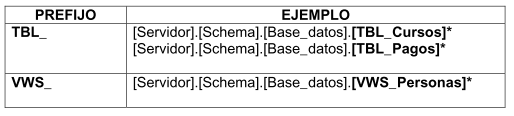 PREFIJO EJEMPLO
TBL_ [Servidor].[Schema].[Base_datos].[TBL_Cursos]*
[Servidor].[Schema].[Base_datos].[TBL_Pagos]*
VWS_ [Servidor].[Schema].[Base_datos].[VWS_Personas]*